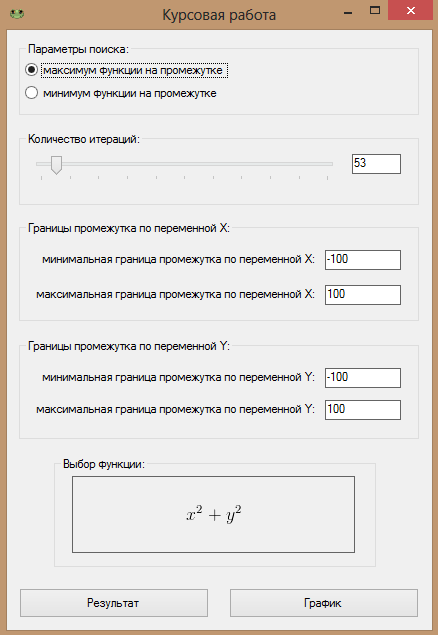 Курсовая работа
Параметры поиска:
максимум функции на промежутке
минимум функции на промежутке
Количество итераций:
53
Границы промежутка по переменной X:
минимальная граница промежутка по переменной X: -100
максимальная граница промежутка по переменной X: 100
Границы промежутка по переменной Y:
минимальная граница промежутка по переменной Y: -100
максимальная граница промежутка по переменной Y: 100
Выбор функции:
x² + y²
Результат График